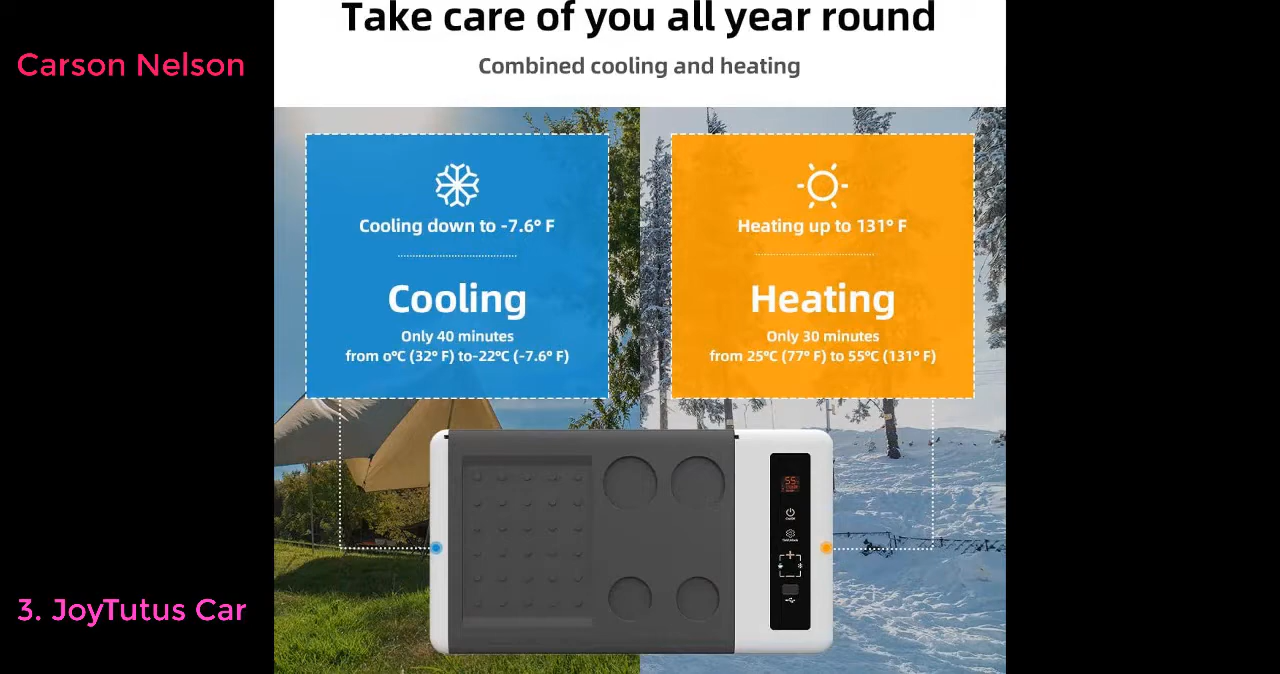 Take care of you all year round
Carson Nelson
Combined cooling and heating
Cooling down to -7.6° F
Cooling
Only 40 minutes
from o°C (32° F) to-22°C (-7.6° F)
Heating up to 131° F
Heating
Only 30 minutes
from 25°C (77° F) to 55°C (131° F)
55
3. JoyTutus Car